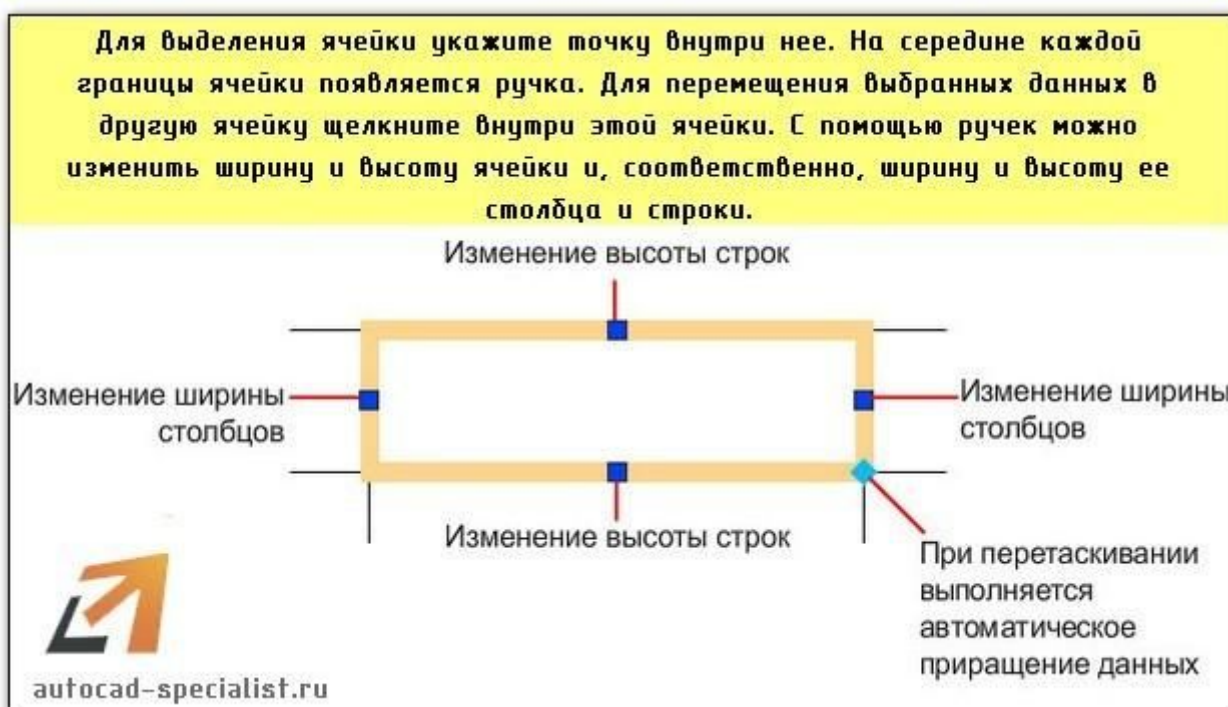 Для выделения ячейки укажите точку внутри нее. На середине каждой
границы ячейки появляется ручка. Для перемещения выбранных данных в
другую ячейку щелкните внутри этой ячейки. С помощью ручек можно
изменить ширину и высоту ячейки и, соответственно, ширину и высоту ее
столбца и строки.
Изменение высоты строк
Изменение ширины
столбцов
Изменение ширины
столбцов
Изменение высоты строк
При перетаскивании
выполняется
автоматическое
приращение данных
autocad-specialist.ru